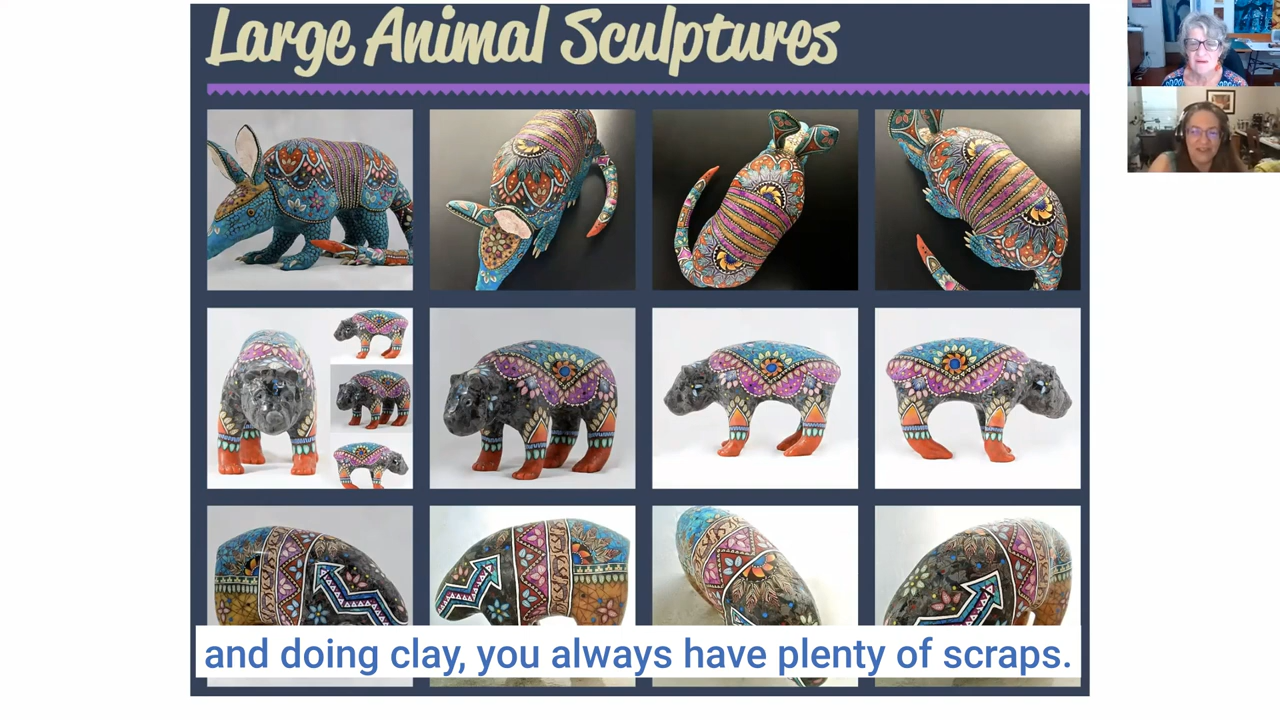 Large Animal Sculptures
and doing clay, you always have plenty of scraps.